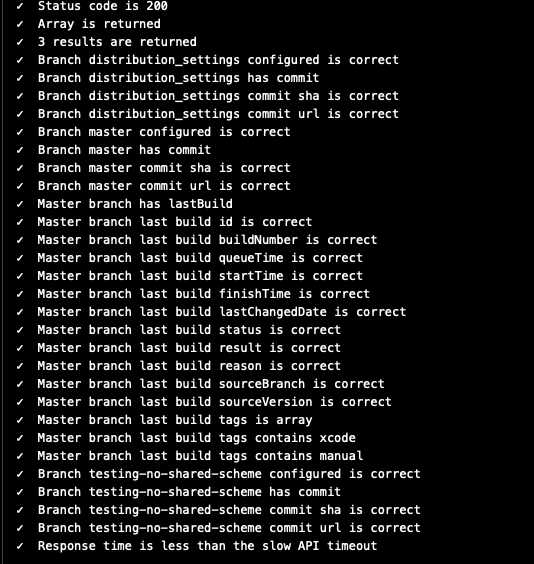 ✓ Status code is 200
✓ Array is returned
✓ 3 results are returned
✓ Branch distribution_settings configured is correct
✓ Branch distribution_settings has commit
✓ Branch distribution_settings commit sha is correct
✓ Branch distribution_settings commit url is correct
✓ Branch master configured is correct
✓ Branch master has commit
✓ Branch master commit sha is correct
✓ Branch master commit url is correct
✓ Master branch has lastBuild
✓ Master branch last build id is correct
✓ Master branch last build buildNumber is correct
✓ Master branch last build queueTime is correct
✓ Master branch last build startTime is correct
✓ Master branch last build finishTime is correct
✓ Master branch last build lastChangedDate is correct
✓ Master branch last build status is correct
✓ Master branch last build result is correct
✓ Master branch last build reason is correct
✓ Master branch last build sourceBranch is correct
✓ Master branch last build sourceVersion is correct
✓ Master branch last build tags is array
✓ Master branch last build tags contains xcode
✓ Master branch last build tags contains manual
✓ Branch testing-no-shared-scheme configured is correct
✓ Branch testing-no-shared-scheme has commit
✓ Branch testing-no-shared-scheme commit sha is correct
✓ Branch testing-no-shared-scheme commit url is correct
✓ Response time is less than the slow API timeout